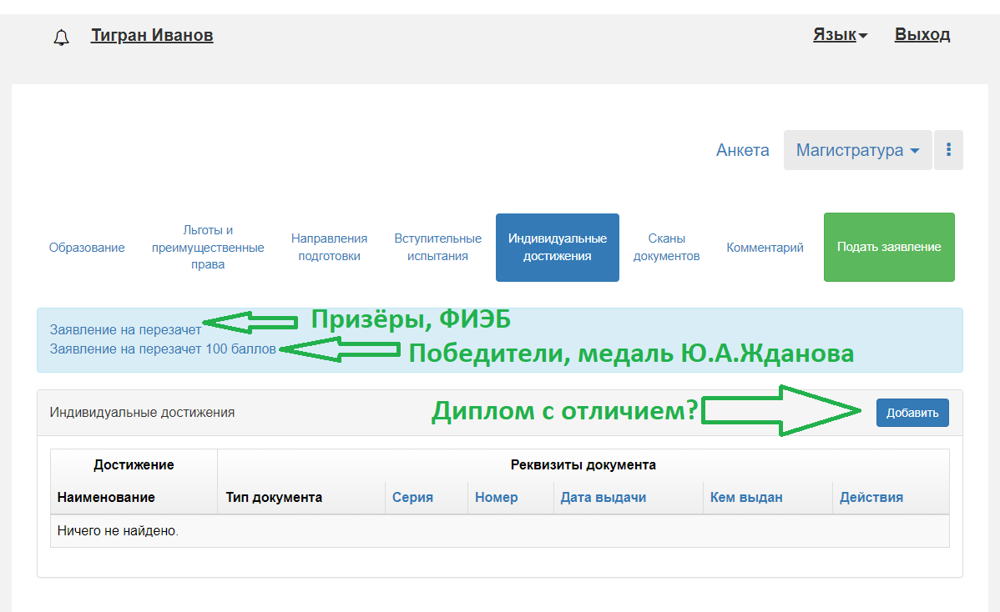 Тигран Иванов Язык Выход
Анкета Магистратура
Образование
Льготы и
преимущественные
права
Направления
подготовки
Вступительные
испытания
Индивидуальные
достижения
Сканы
документов
Комментарий
Подать заявление
Заявление на перезачет Призёры, ФИЭБ
Заявление на перезачет 100 баллов Победители, медаль Ю.А.Жданова
Индивидуальные достижения Диплом с отличием? Добавить
Достижение Реквизиты документа
Наименование Тип документа Серия Номер Дата выдачи Кем выдан Действия
Ничего не найдено.